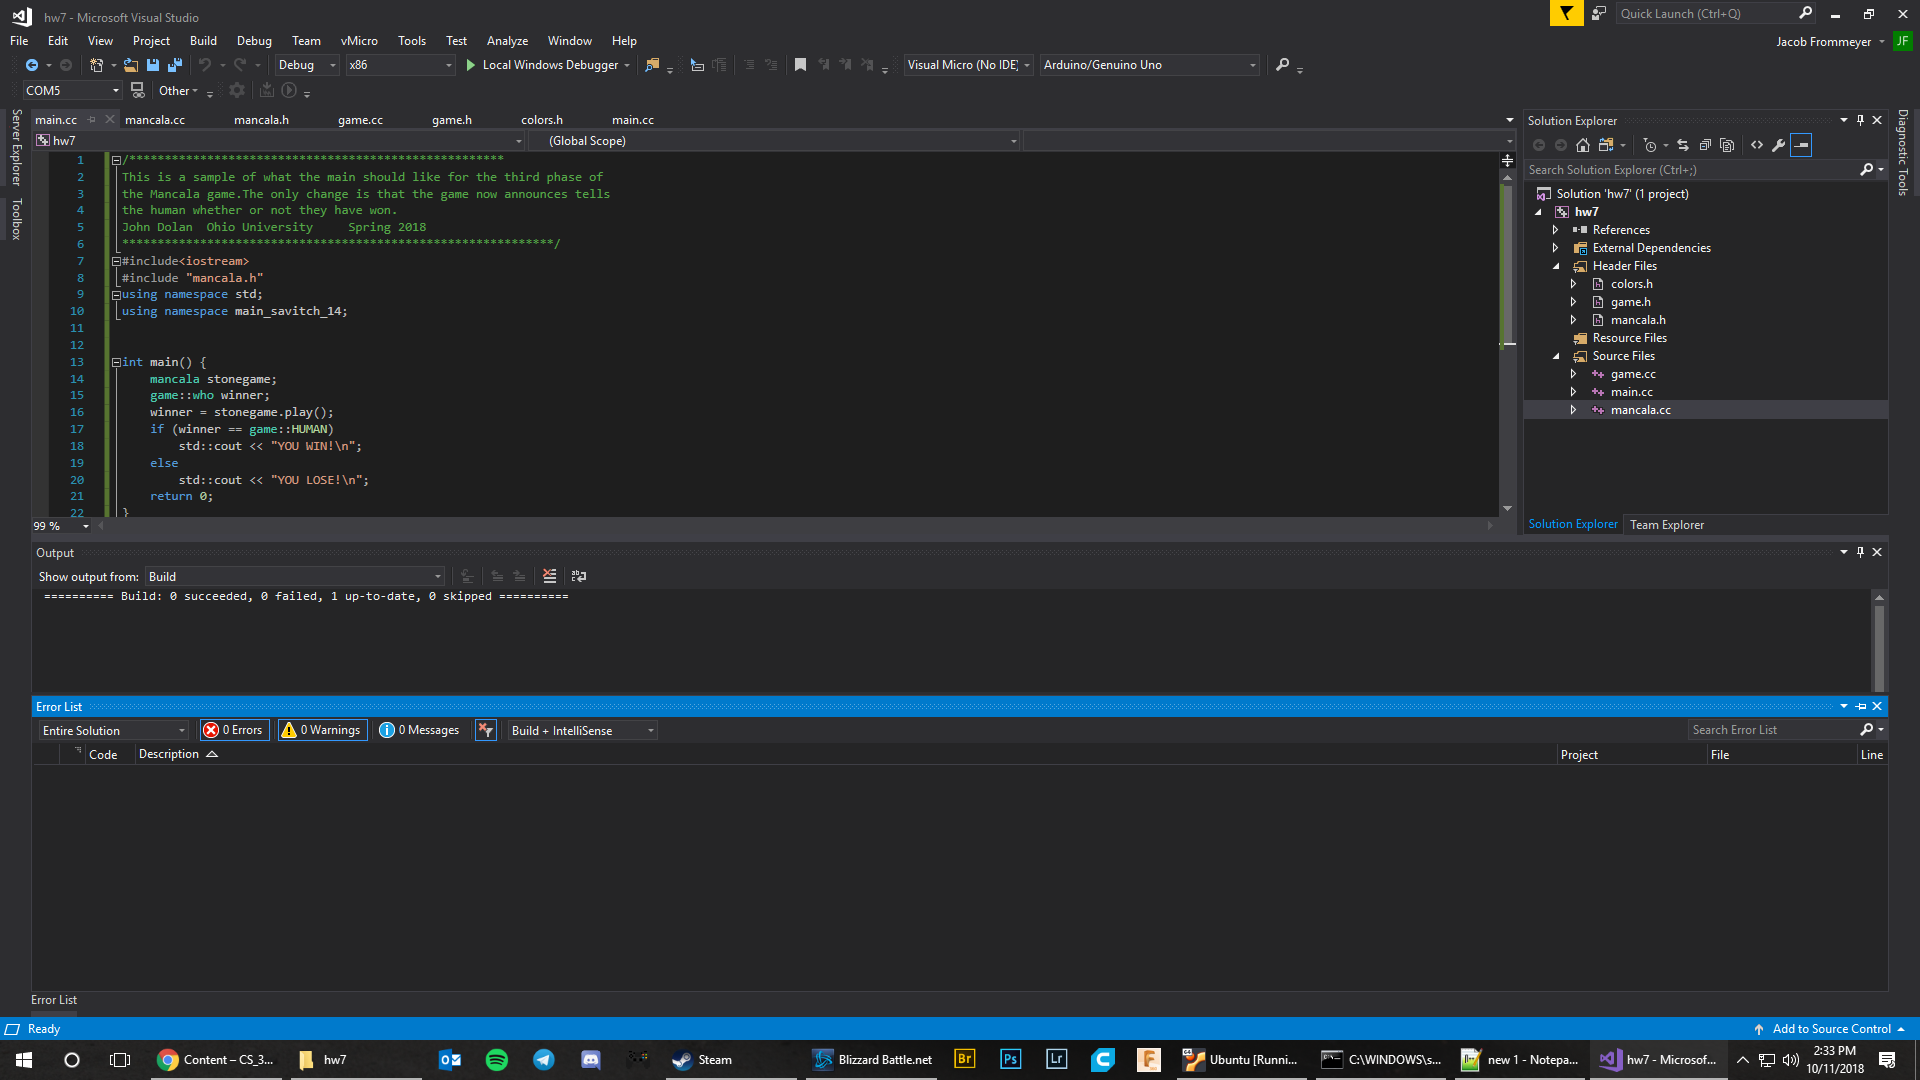 hw7 - Microsoft Visual Studio
Quick Launch (Ctrl+Q)
File Edit View Project Build Debug Team vMicro Tools Test Analyze Window Help
Jacob Frommeyer JF
Debug x86 Local Windows Debugger Visual Micro (No IDE) Arduino/Genuino Uno
COM5 Other
Server Explorer
Toolbox
main.cc mancala.cc mancala.h game.cc game.h colors.h main.cc
hw7 (Global Scope)
1 /*****************************************************
2 This is a sample of what the main should like for the third phase of
3 the Mancala game.The only change is that the game now announces tells
4 the human whether or not they have won.
5 John Dolan  Ohio University     Spring 2018
6 *************************************************************/
7 #include<iostream>
8 #include "mancala.h"
9 using namespace std;
10 using namespace main_savitch_14;
11
12
13 int main() {
14     mancala stonegame;
15     game::who winner;
16     winner = stonegame.play();
17     if (winner == game::HUMAN)
18         std::cout << "YOU WIN!\n";
19     else
20         std::cout << "YOU LOSE!\n";
21     return 0;
22 }
99 %
Solution Explorer
Search Solution Explorer (Ctrl+;)
Solution 'hw7' (1 project)
hw7
References
External Dependencies
Header Files
colors.h
game.h
mancala.h
Resource Files
Source Files
game.cc
main.cc
mancala.cc
Solution Explorer Team Explorer
Diagnostic Tools
Output
Show output from: Build
========== Build: 0 succeeded, 0 failed, 1 up-to-date, 0 skipped ==========
Error List
Entire Solution 0 Errors 0 Warnings 0 Messages Build + IntelliSense Search Error List
Code Description Project File Line
Error List
Ready Add to Source Control
Content – CS_3... hw7 Steam Blizzard Battle.net Br Ps Lr Ubuntu [Runni... C:\WINDOWS\s... new 1 - Notepa... hw7 - Microsof... 2:33 PM
10/11/2018